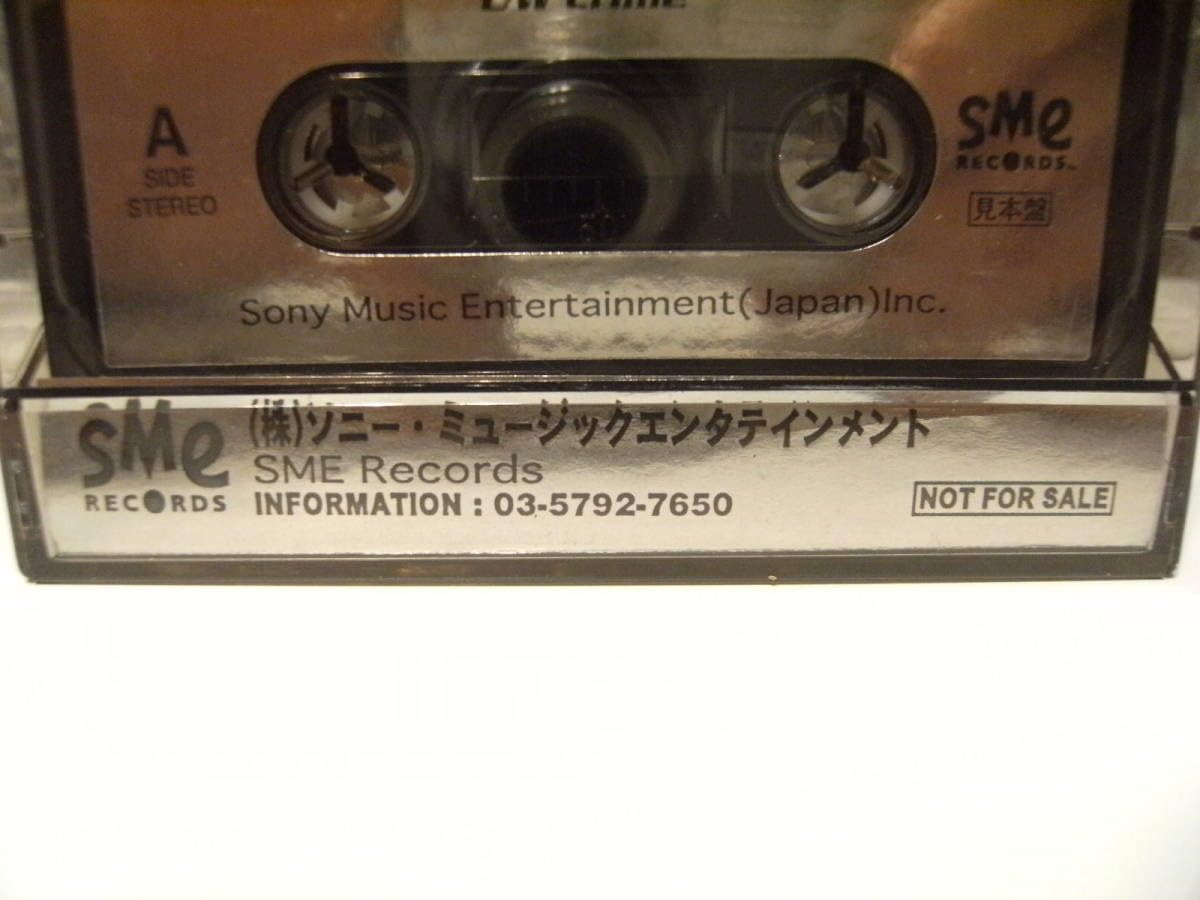 A
SIDE
STEREO
SMe
RECORDS™
見本盤
Sony Music Entertainment(Japan)Inc.
SMe
RECORDS
(株)ソニー・ミュージックエンタテインメント
SME Records
INFORMATION : 03-5792-7650
NOT FOR SALE